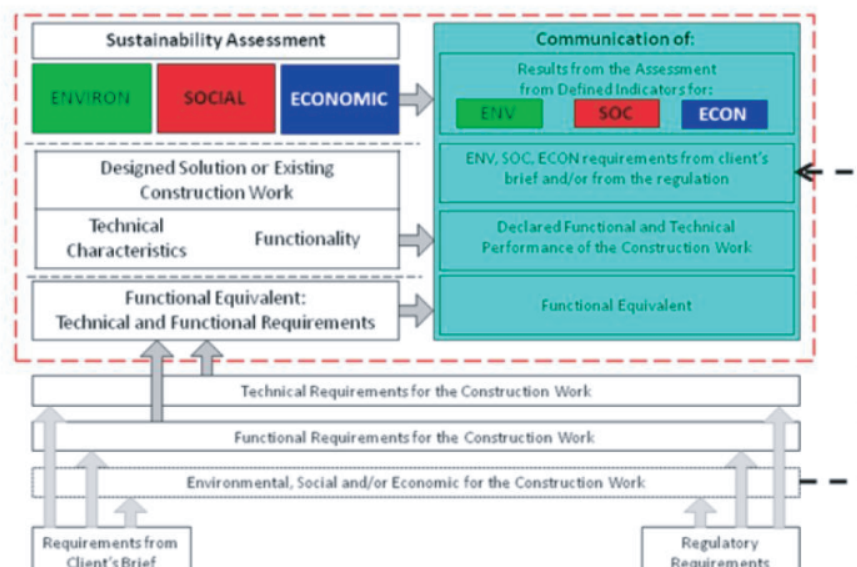 Sustainability Assessment
ENVIRON
SOCIAL
ECONOMIC
Designed Solution or Existing
Construction Work
Technical
Characteristics
Functionality
Functional Equivalent:
Technical and Functional Requirements
Communication of:
Results from the Assessment
from Defined Indicators for:
ENV
SOC
ECON
ENV, SOC, ECON requirements from client's
brief and/or from the regulation
Declared Functional and Technical
Performance of the Construction Work
Functional Equivalent
Technical Requirements for the Construction Work
Functional Requirements for the Construction Work
Environmental, Social and/or Economic for the Construction Work
Requirements from
Client's Brief
Regulatory
Requirements